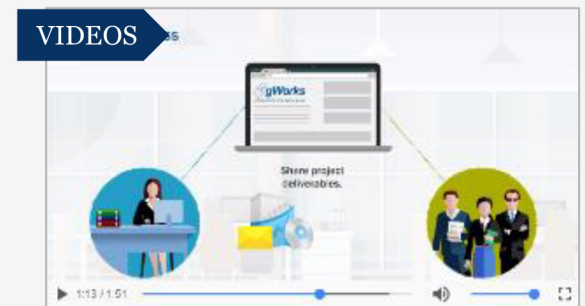 VIDEOS
gWorks
Share project
deliverables.
1:13 / 1:51